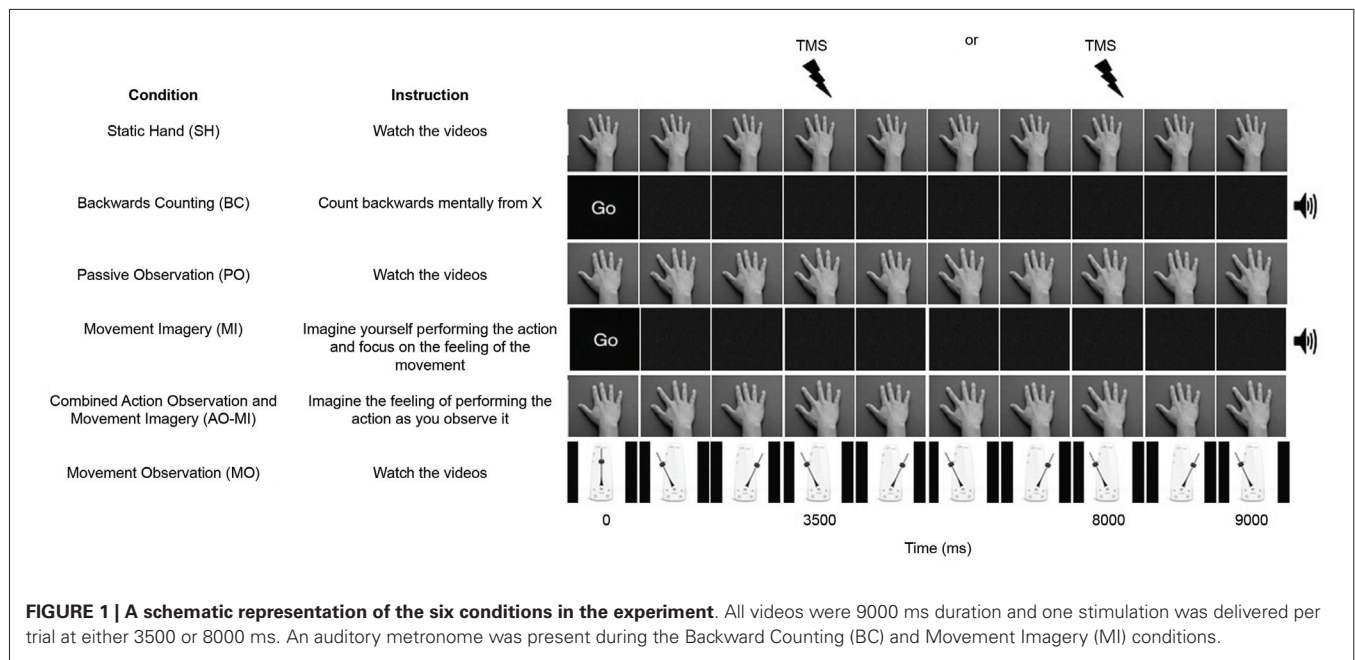 TMS or TMS
Condition Instruction
Static Hand (SH) Watch the videos
Backwards Counting (BC) Count backwards mentally from X
Go
Passive Observation (PO) Watch the videos
Movement Imagery (MI) Imagine yourself performing the action
and focus on the feeling of the
movement
Go
Combined Action Observation and
Movement Imagery (AO-MI)
Imagine the feeling of performing the
action as you observe it
Movement Observation (MO) Watch the videos
0 3500 8000 9000
Time (ms)
FIGURE 1 | A schematic representation of the six conditions in the experiment. All videos were 9000 ms duration and one stimulation was delivered per
trial at either 3500 or 8000 ms. An auditory metronome was present during the Backward Counting (BC) and Movement Imagery (MI) conditions.